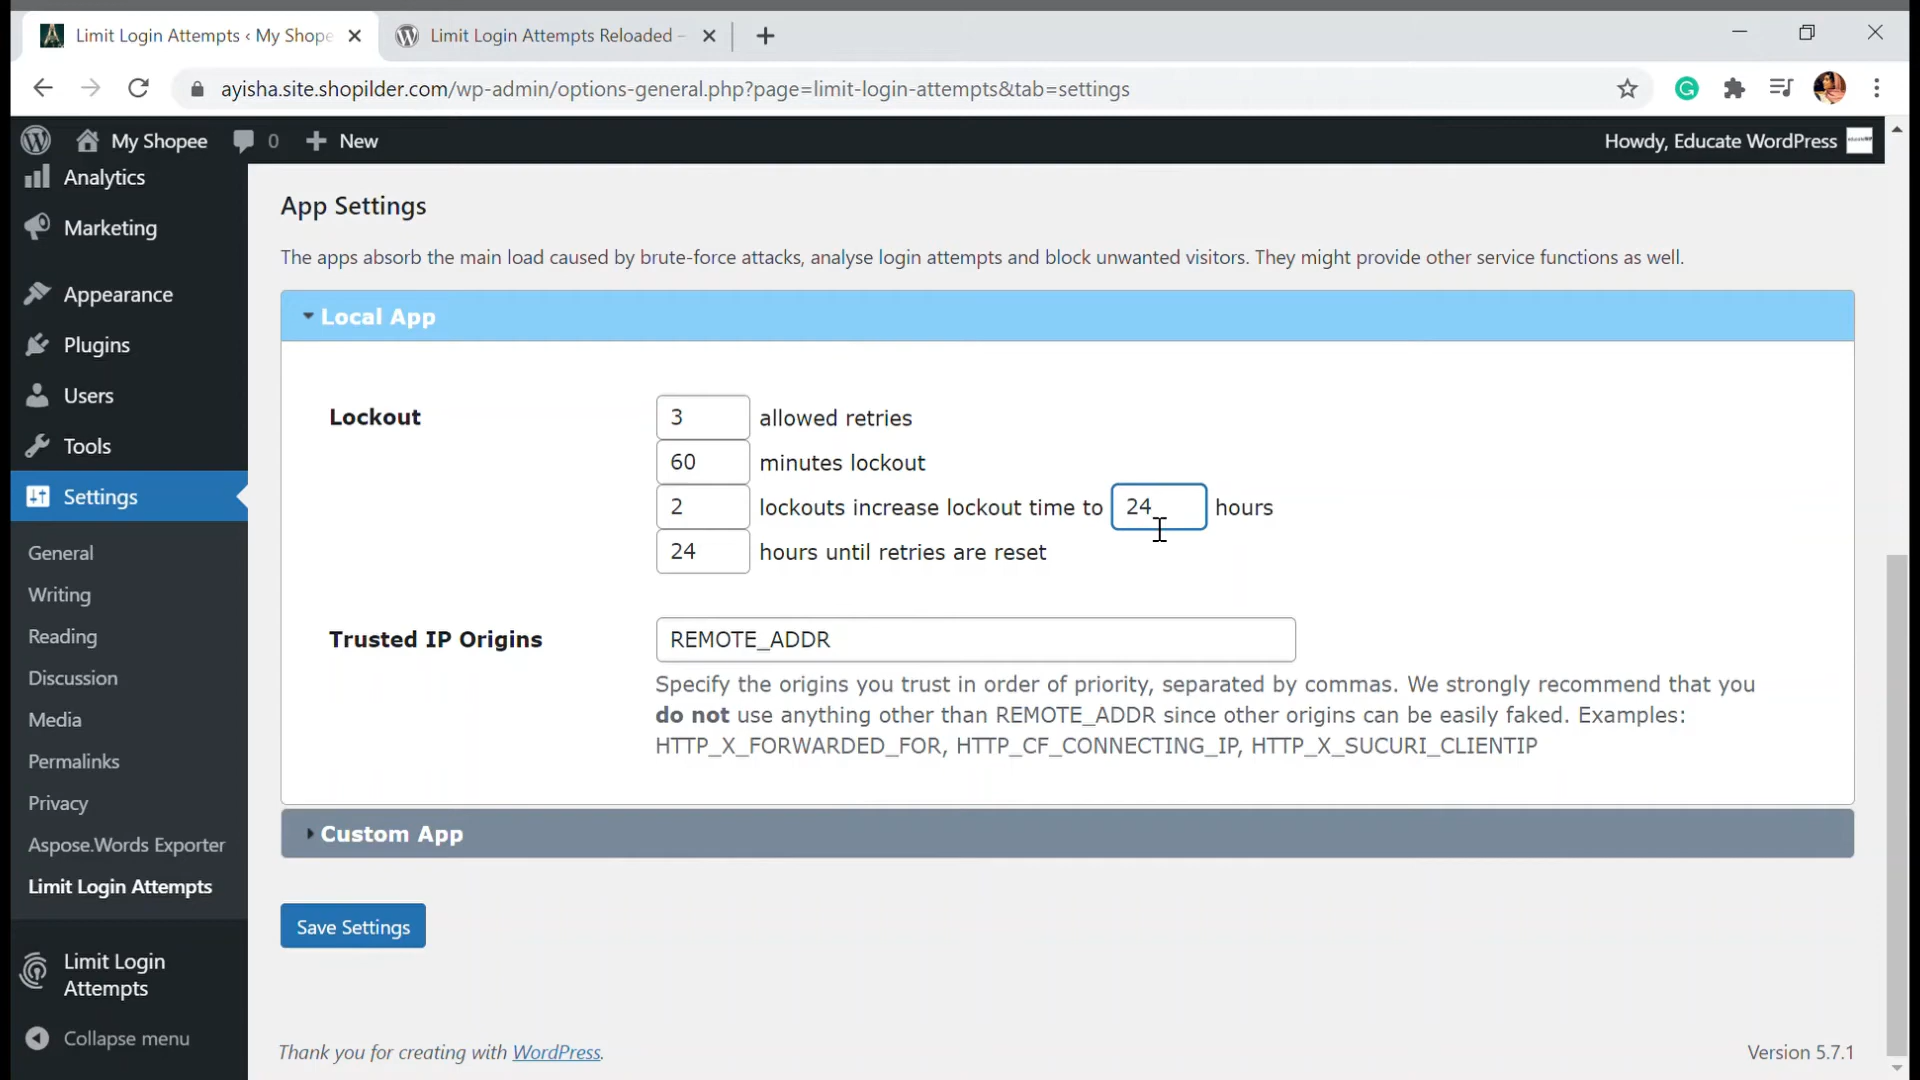 Limit Login Attempts ‹ My Shope
Limit Login Attempts Reloaded –
ayisha.site.shopilder.com/wp-admin/options-general.php?page=limit-login-attempts&tab=settings
My Shopee 0 New
Howdy, Educate WordPress
Analytics
Marketing
Appearance
Plugins
Users
Tools
Settings
General
Writing
Reading
Discussion
Media
Permalinks
Privacy
Aspose.Words Exporter
Limit Login Attempts
Limit Login
Attempts
Collapse menu
App Settings
The apps absorb the main load caused by brute-force attacks, analyse login attempts and block unwanted visitors. They might provide other service functions as well.
Local App
Lockout
3 allowed retries
60 minutes lockout
2 lockouts increase lockout time to 24 hours
24 hours until retries are reset
Trusted IP Origins
REMOTE_ADDR
Specify the origins you trust in order of priority, separated by commas. We strongly recommend that you
do not use anything other than REMOTE_ADDR since other origins can be easily faked. Examples:
HTTP_X_FORWARDED_FOR, HTTP_CF_CONNECTING_IP, HTTP_X_SUCURI_CLIENTIP
Custom App
Save Settings
Thank you for creating with WordPress.
Version 5.7.1